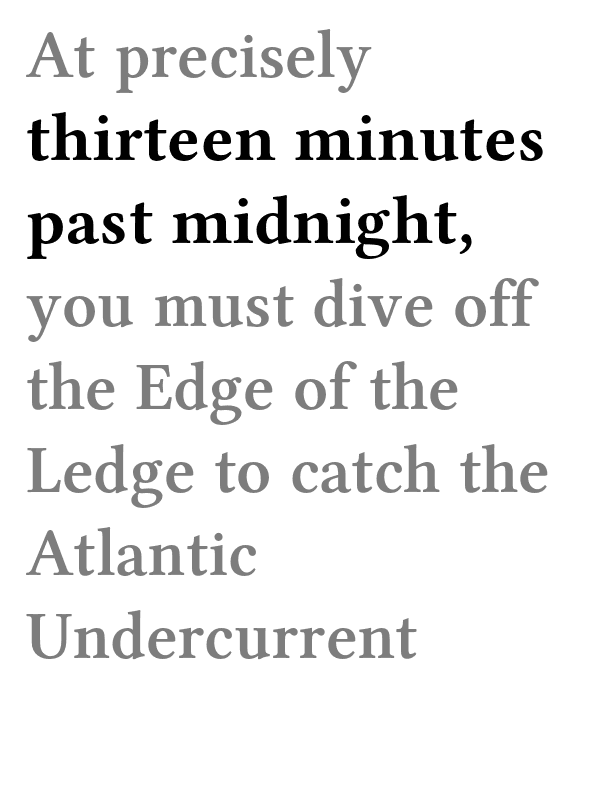 At precisely
thirteen minutes
past midnight,
you must dive off
the Edge of the
Ledge to catch the
Atlantic
Undercurrent